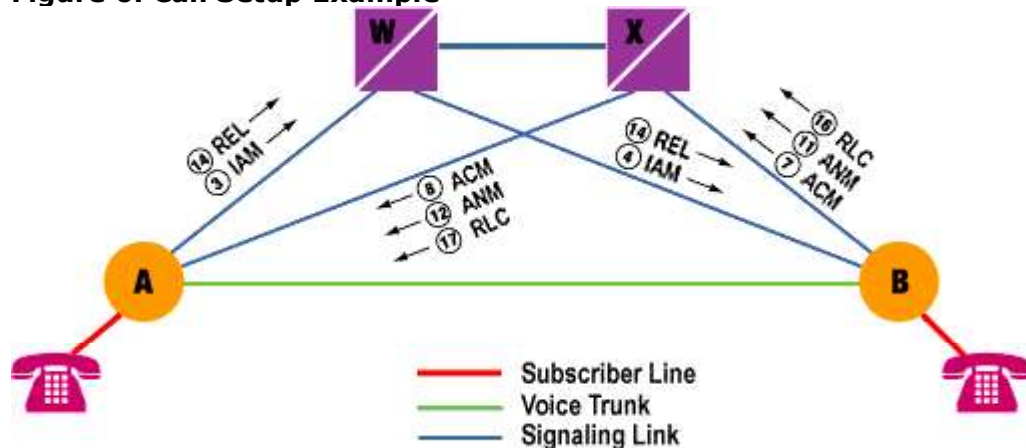 Figure 8. Call Setup Example
W
X
14 REL
3 IAM
8 ACM
12 ANM
17 RLC
14 REL
4 IAM
16 RLC
11 ANM
7 ACM
A
B
Subscriber Line
Voice Trunk
Signaling Link